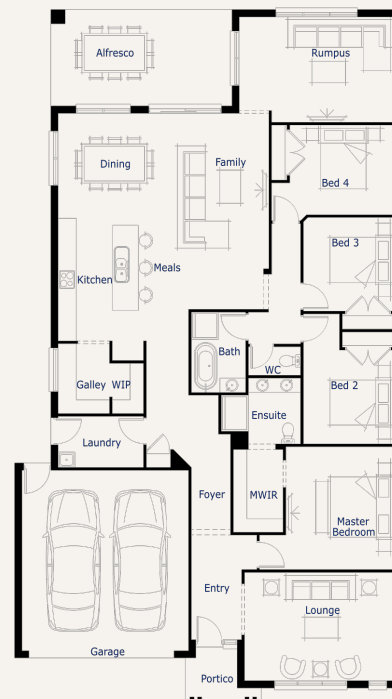 Alfresco
Rumpus
Dining
Family
Bed 4
Bed 3
Kitchen
Meals
Bath
WC
Bed 2
Galley WIP
Ensuite
Laundry
Foyer
MWIR
Master
Bedroom
Entry
Lounge
Garage
Portico